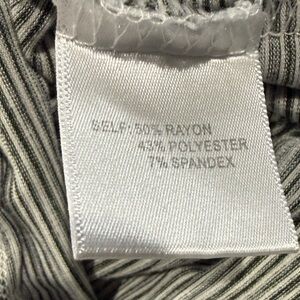 SELF: 50% RAYON
43% POLYESTER
7% SPANDEX